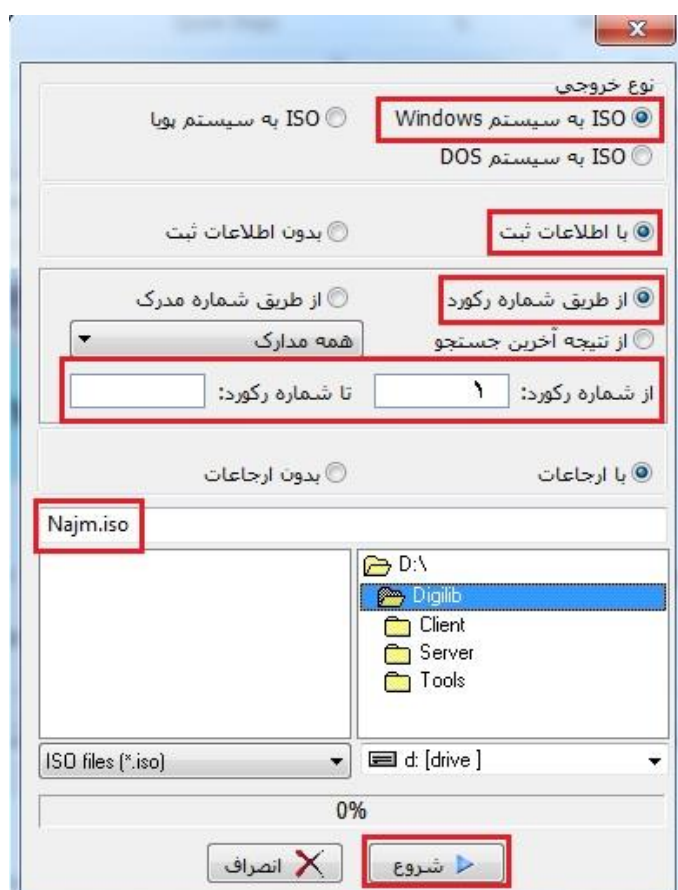 نوع خروجی
ISO به سیستم Windows ISO به سیستم پویا
ISO به سیستم DOS
با اطلاعات ثبت بدون اطلاعات ثبت
از طریق شماره رکورد از طریق شماره مدرک
از نتیجه آخرین جستجو همه مدارک
از شماره رکورد: ۱ تا شماره رکورد:
با ارجاعات بدون ارجاعات
Najm.iso
D:\
Digilib
Client
Server
Tools
ISO files (*.iso) d: [drive ]
0%
شروع انصراف